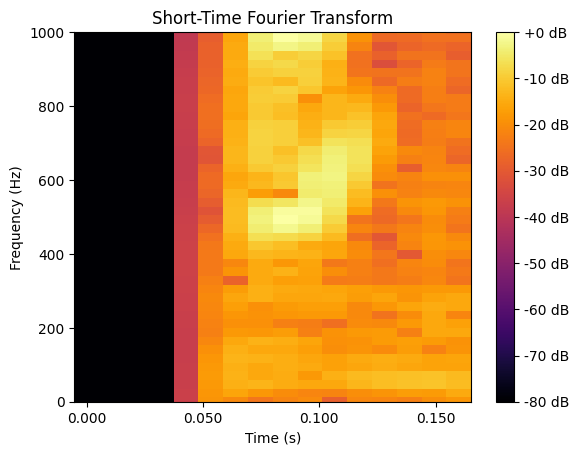 Short-Time Fourier Transform
1000
800
600
400
200
0
Frequency (Hz)
0.000
0.050
0.100
0.150
Time (s)
+0 dB
-10 dB
-20 dB
-30 dB
-40 dB
-50 dB
-60 dB
-70 dB
-80 dB